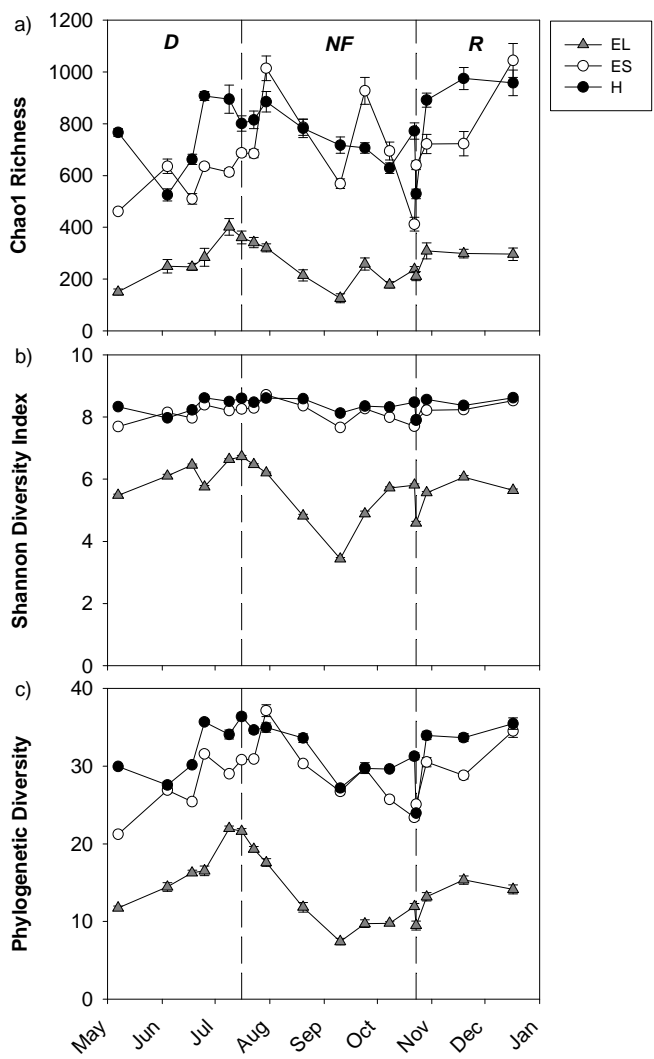 a)
Chao1 Richness
1200
1000
800
600
400
200
0
D
NF
R
EL
ES
H
b)
Shannon Diversity Index
10
8
6
4
2
0
c)
Phylogenetic Diversity
40
30
20
10
0
May
Jun
Jul
Aug
Sep
Oct
Nov
Dec
Jan